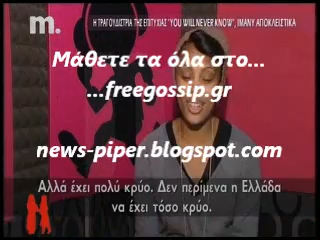 m.
Η ΤΡΑΓΟΥΔΙΣΤΡΙΑ ΤΗΣ ΕΠΙΤΥΧΙΑΣ "YOU WILL NEVER KNOW", IMANY ΑΠΟΚΛΕΙΣΤΙΚΑ
Μάθετε τα όλα στο...
...freegossip.gr
news-piper.blogspot.com
Αλλά έχει πολύ κρύο. Δεν περίμενα η Ελλάδα
να έχει τόσο κρύο.